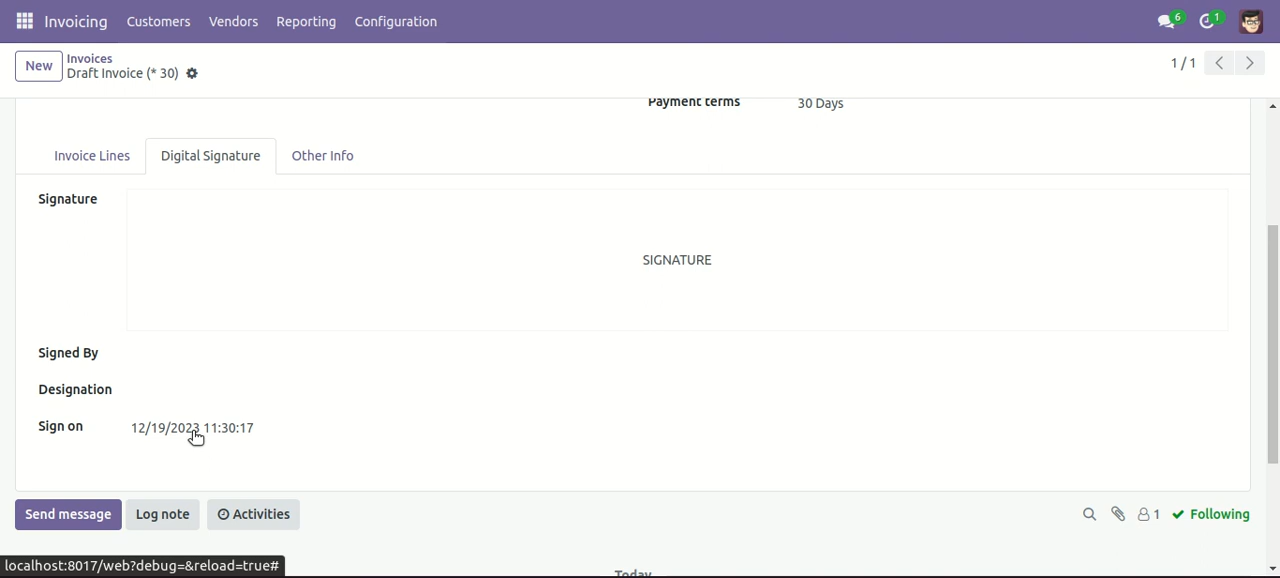 Invoicing Customers Vendors Reporting Configuration 6 1
New Invoices
Draft Invoice (* 30) 1 / 1
Payment terms 30 Days
Invoice Lines Digital Signature Other Info
Signature
SIGNATURE
Signed By
Designation
Sign on 12/19/2023 11:30:17
Send message Log note Activities 1 Following
localhost:8017/web?debug=&reload=true#
Today